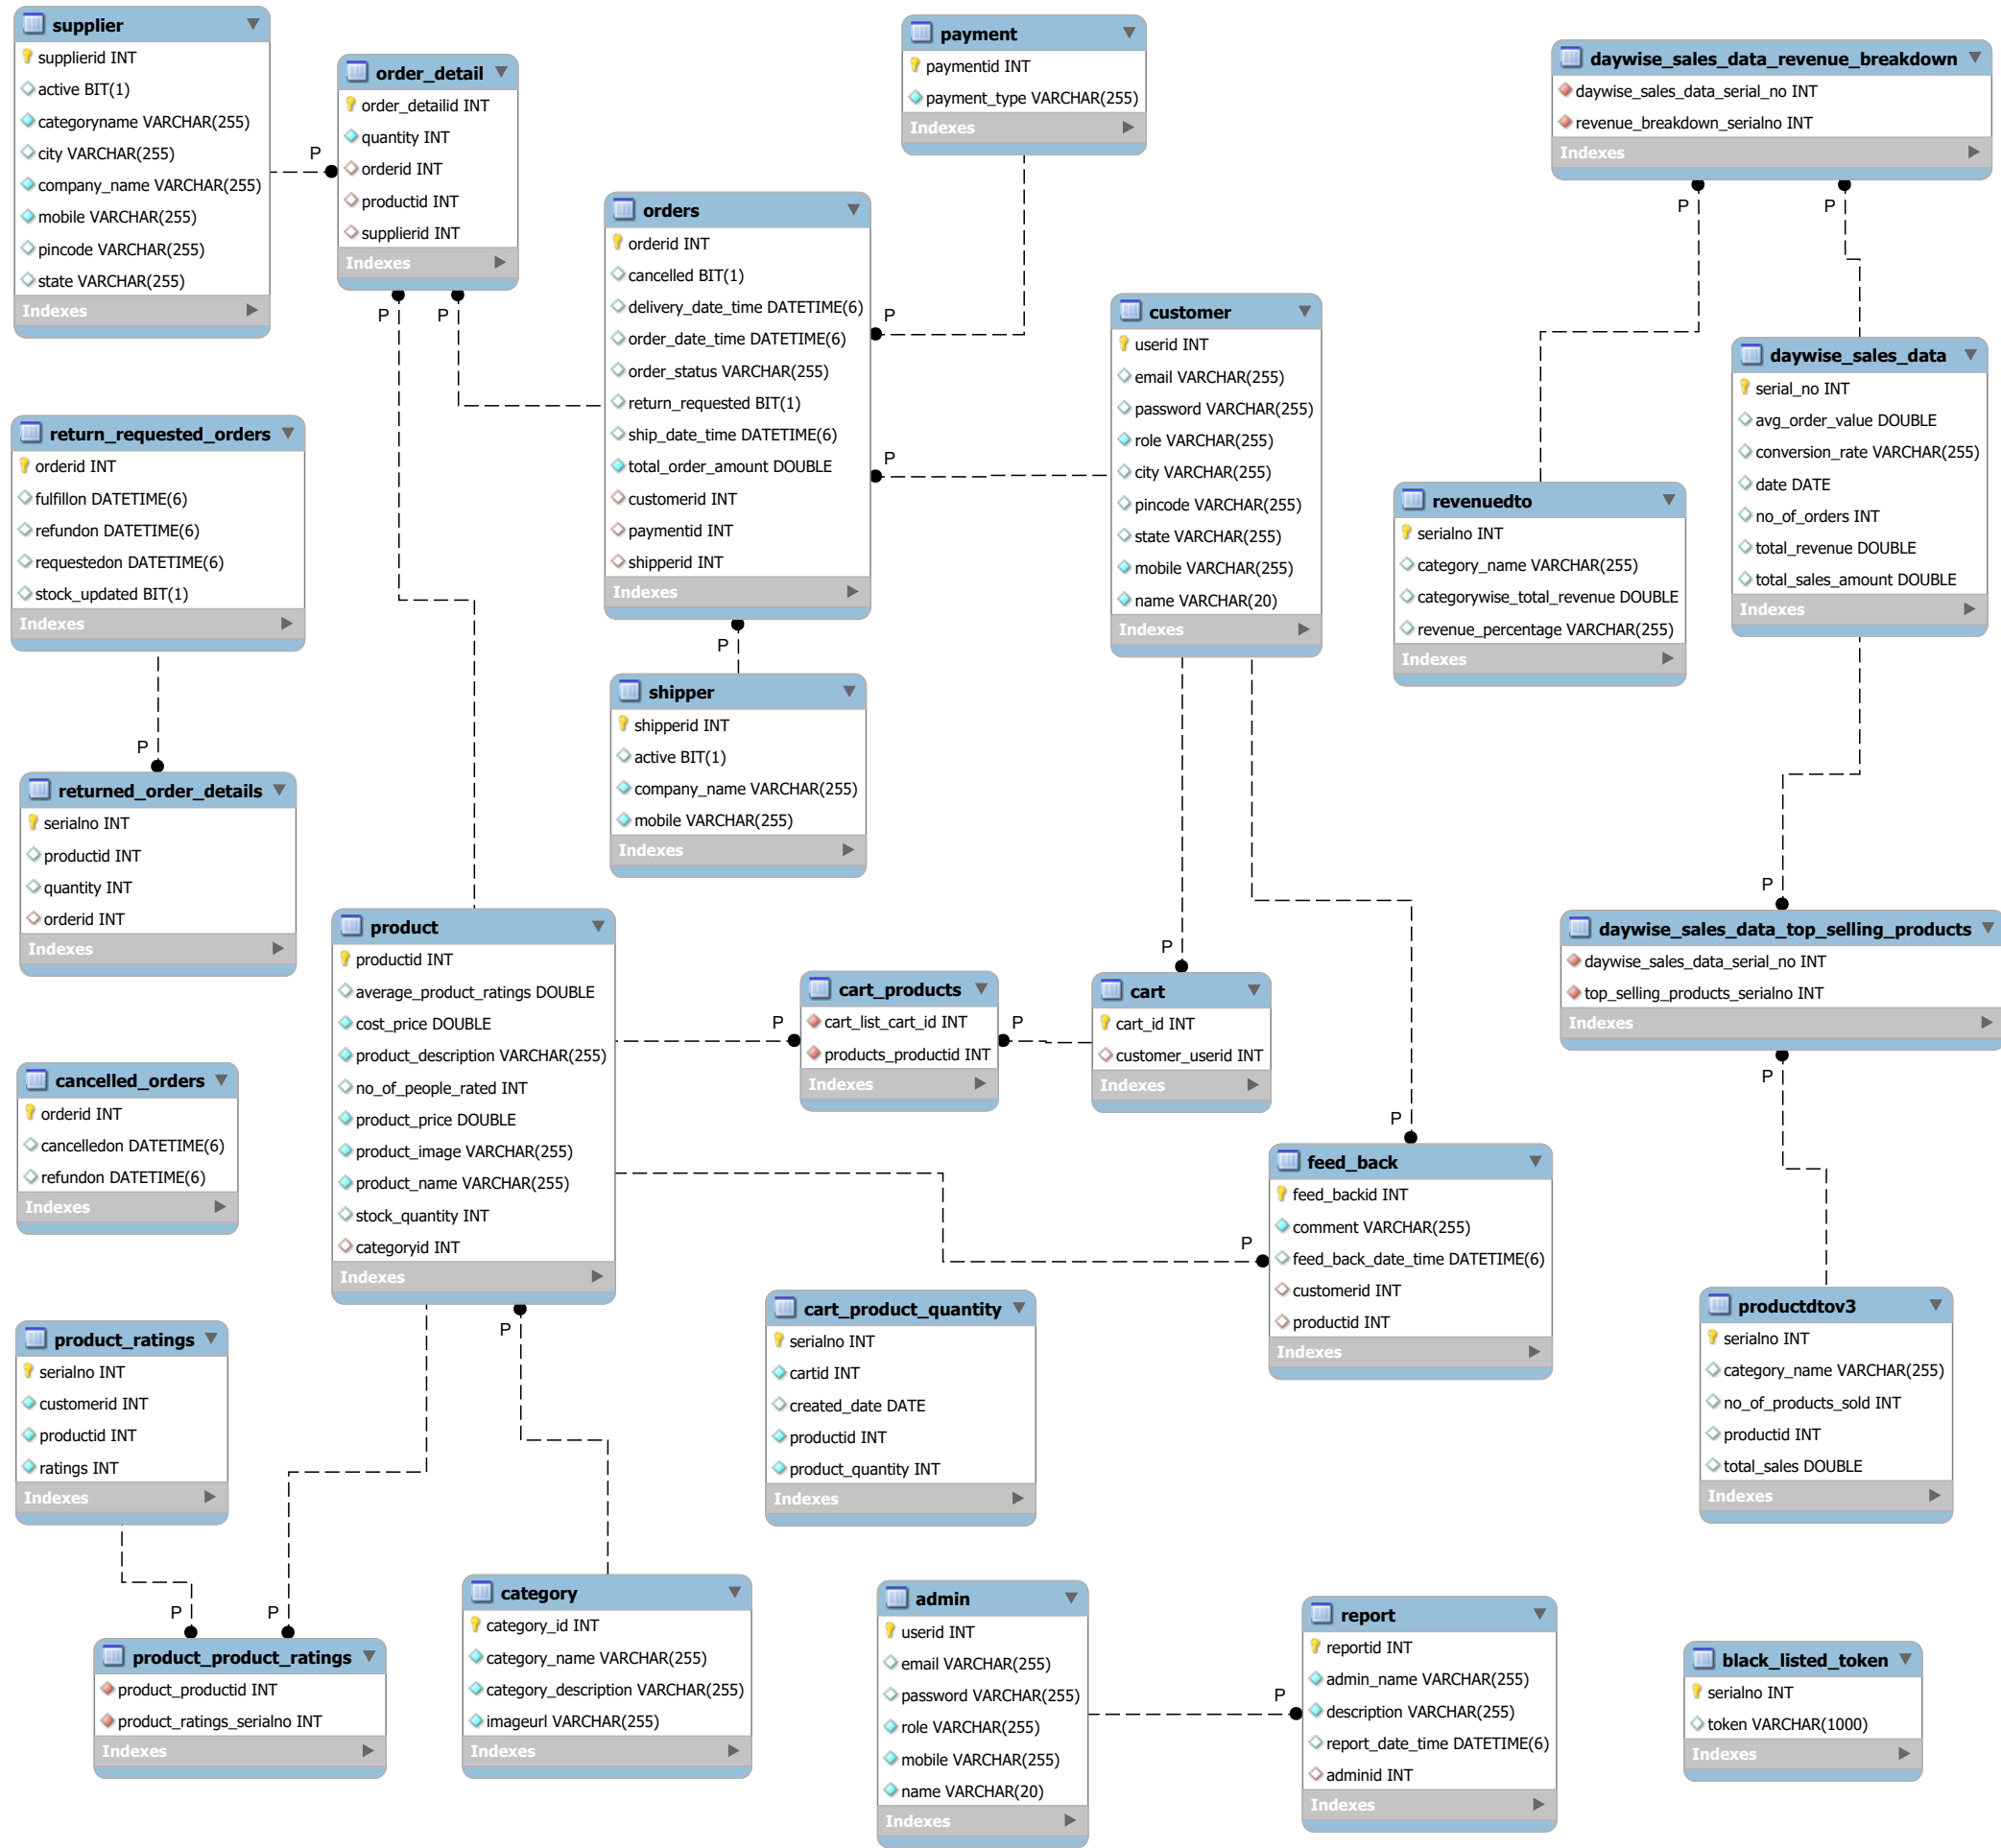 supplier
supplierid INT
active BIT(1)
categoryname VARCHAR(255)
city VARCHAR(255)
company_name VARCHAR(255)
mobile VARCHAR(255)
pincode VARCHAR(255)
state VARCHAR(255)
Indexes
P
order_detail
order_detailid INT
quantity INT
orderid INT
productid INT
supplierid INT
Indexes
P
P
payment
paymentid INT
payment_type VARCHAR(255)
Indexes
daywise_sales_data_revenue_breakdown
daywise_sales_data_serial_no INT
revenue_breakdown_serialno INT
Indexes
P
P
orders
orderid INT
cancelled BIT(1)
delivery_date_time DATETIME(6)
order_date_time DATETIME(6)
order_status VARCHAR(255)
return_requested BIT(1)
ship_date_time DATETIME(6)
total_order_amount DOUBLE
customerid INT
paymentid INT
shipperid INT
Indexes
P
P
P
customer
userid INT
email VARCHAR(255)
password VARCHAR(255)
role VARCHAR(255)
city VARCHAR(255)
pincode VARCHAR(255)
state VARCHAR(255)
mobile VARCHAR(255)
name VARCHAR(20)
Indexes
daywise_sales_data
serial_no INT
avg_order_value DOUBLE
conversion_rate VARCHAR(255)
date DATE
no_of_orders INT
total_revenue DOUBLE
total_sales_amount DOUBLE
Indexes
revenuedto
serialno INT
category_name VARCHAR(255)
categorywise_total_revenue DOUBLE
revenue_percentage VARCHAR(255)
Indexes
return_requested_orders
orderid INT
fulfillon DATETIME(6)
refundon DATETIME(6)
requestedon DATETIME(6)
stock_updated BIT(1)
Indexes
P
shipper
shipperid INT
active BIT(1)
company_name VARCHAR(255)
mobile VARCHAR(255)
Indexes
returned_order_details
serialno INT
productid INT
quantity INT
orderid INT
Indexes
product
productid INT
average_product_ratings DOUBLE
cost_price DOUBLE
product_description VARCHAR(255)
no_of_people_rated INT
product_price DOUBLE
product_image VARCHAR(255)
product_name VARCHAR(255)
stock_quantity INT
categoryid INT
Indexes
P
P
cart_products
cart_list_cart_id INT
products_productid INT
Indexes
P
P
cart
cart_id INT
customer_userid INT
Indexes
P
daywise_sales_data_top_selling_products
daywise_sales_data_serial_no INT
top_selling_products_serialno INT
Indexes
P
cancelled_orders
orderid INT
cancelledon DATETIME(6)
refundon DATETIME(6)
Indexes
P
P
feed_back
feed_backid INT
comment VARCHAR(255)
feed_back_date_time DATETIME(6)
customerid INT
productid INT
Indexes
cart_product_quantity
serialno INT
cartid INT
created_date DATE
productid INT
product_quantity INT
Indexes
productdtov3
serialno INT
category_name VARCHAR(255)
no_of_products_sold INT
productid INT
total_sales DOUBLE
Indexes
product_ratings
serialno INT
customerid INT
productid INT
ratings INT
Indexes
P
P
product_product_ratings
product_productid INT
product_ratings_serialno INT
Indexes
category
category_id INT
category_name VARCHAR(255)
category_description VARCHAR(255)
imageurl VARCHAR(255)
Indexes
admin
userid INT
email VARCHAR(255)
password VARCHAR(255)
role VARCHAR(255)
mobile VARCHAR(255)
name VARCHAR(20)
Indexes
P
report
reportid INT
admin_name VARCHAR(255)
description VARCHAR(255)
report_date_time DATETIME(6)
adminid INT
Indexes
black_listed_token
serialno INT
token VARCHAR(1000)
Indexes